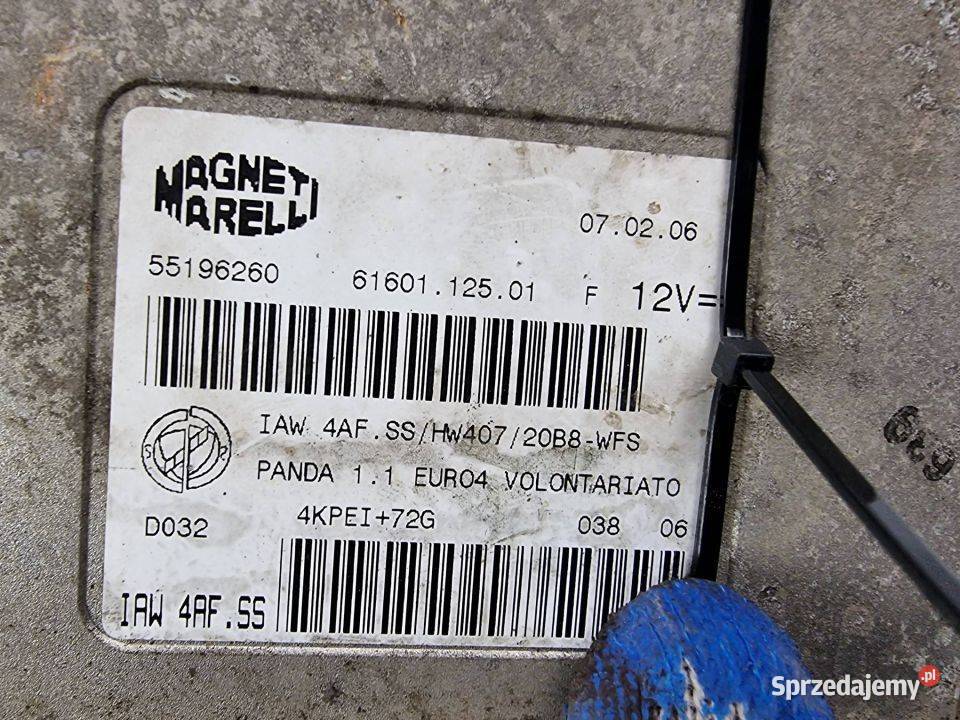 MAGNETI
MARELLI
07.02.06
55196260 61601.125.01 F 12V=
IAW 4AF.SS/HW407/20B8-WFS
PANDA 1.1 EURO4 VOLONTARIATO
D032 4KPEI+72G 038 06
IAW 4AF.SS
Sprzedajemy.pl